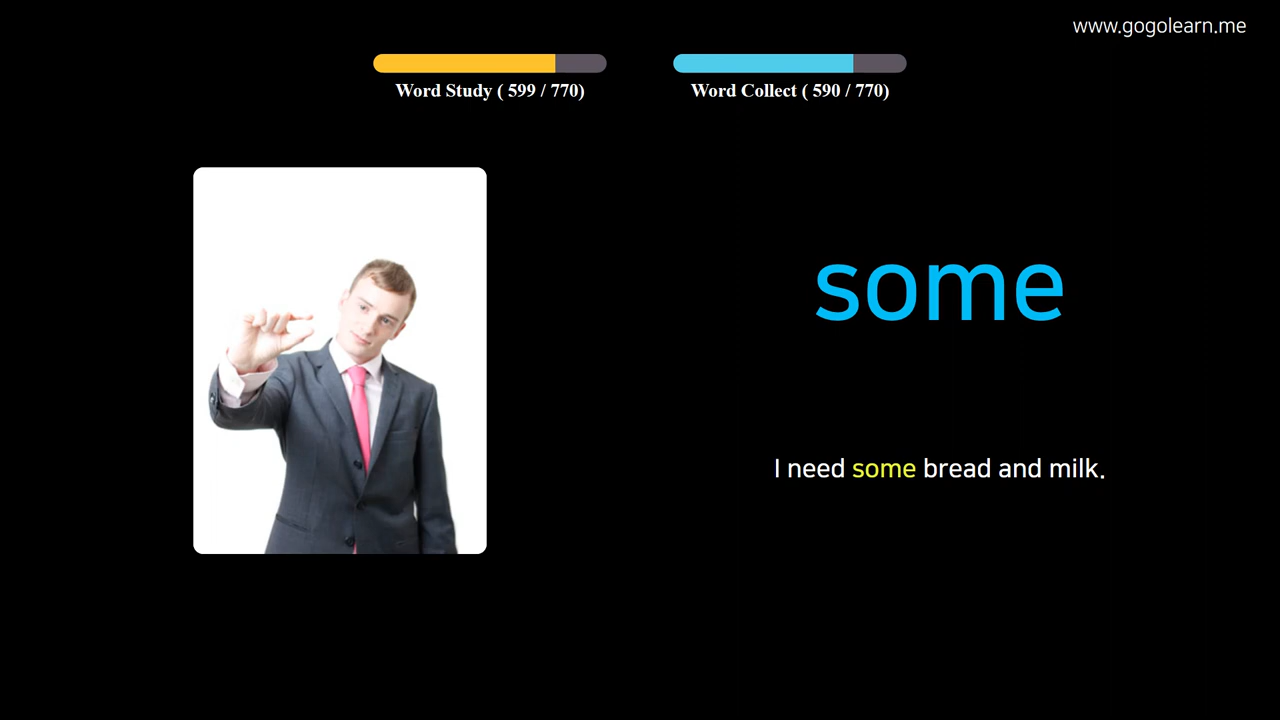 www.gogolearn.me
Word Study ( 599 / 770)
Word Collect ( 590 / 770)
some
I need some bread and milk.